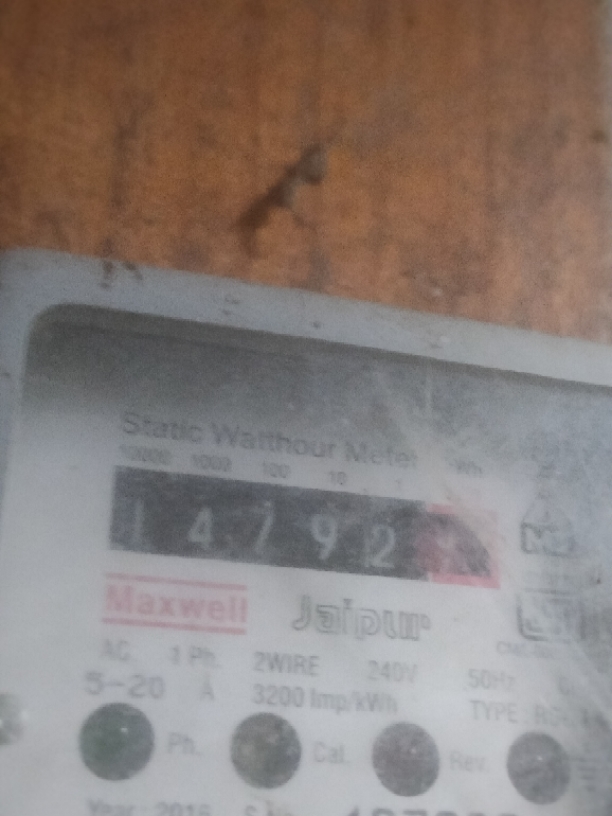 Static Watthour Meter kWh
10000 1000 100 10 1
1 4 7 9 2
Maxwell Jaipur
AC. 1 Ph. 2WIRE 240V 50Hz
5-20 A 3200 Imp/kWh TYPE:
Ph. Cal. Rev.
Year: 2016 S.No.